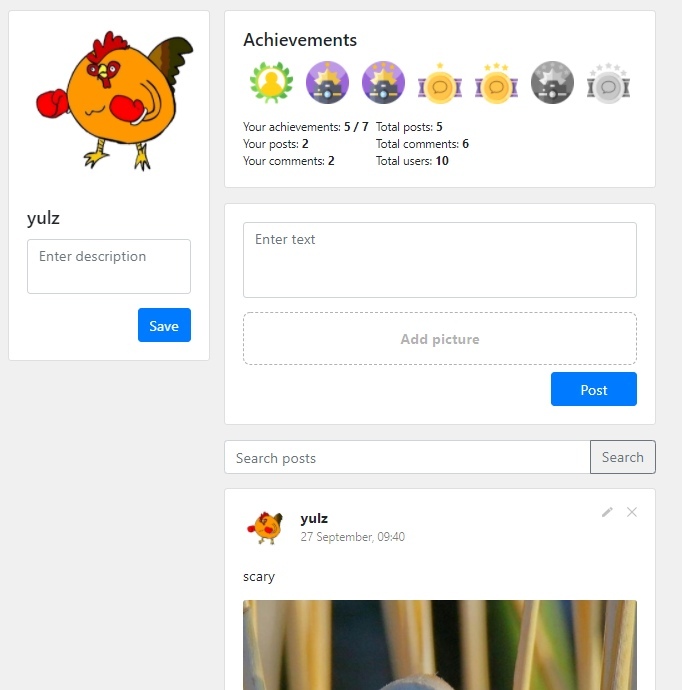 yulz
Enter description
Save
Achievements
Your achievements: 5 / 7 Total posts: 5
Your posts: 2 Total comments: 6
Your comments: 2 Total users: 10
Enter text
Add picture
Post
Search posts Search
yulz
27 September, 09:40
scary